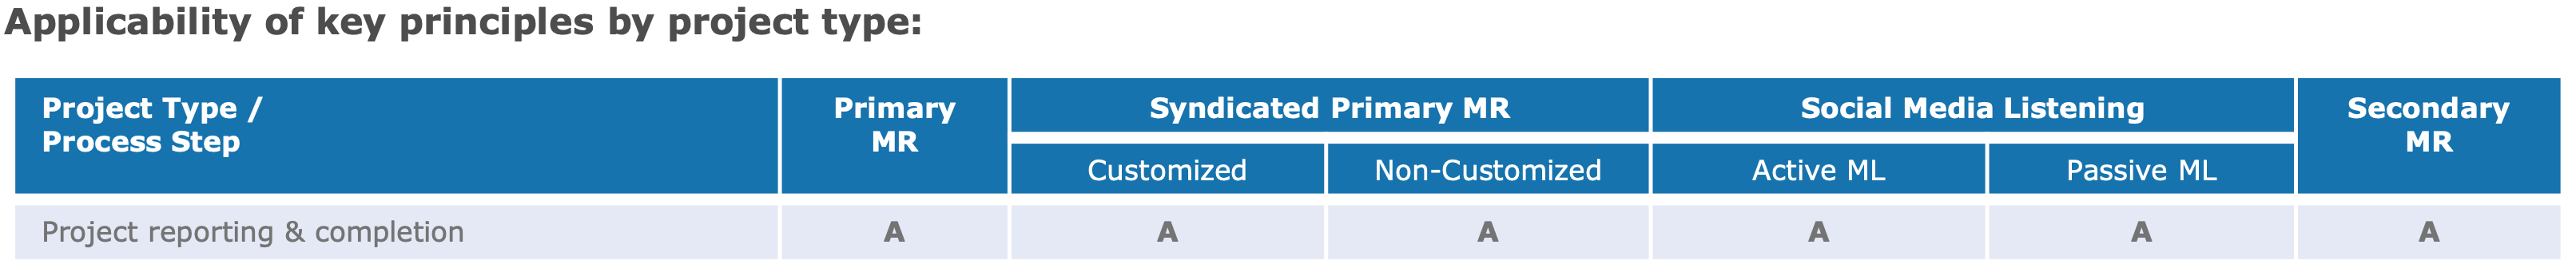 Applicability of key principles by project type:
Project Type /
Process Step
Primary
MR
Syndicated Primary MR
Social Media Listening
Secondary
MR
Customized
Non-Customized
Active ML
Passive ML
Project reporting & completion
A
A
A
A
A
A